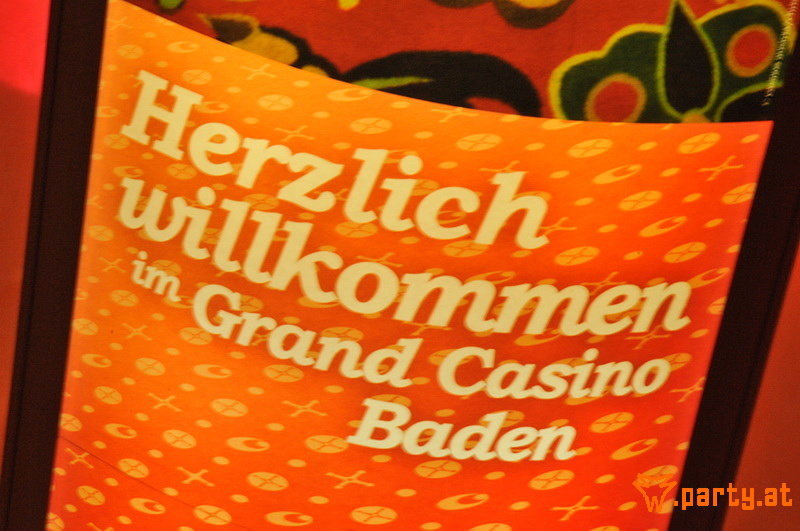 Herzlich
willkommen
im Grand Casino
Baden
.party.at